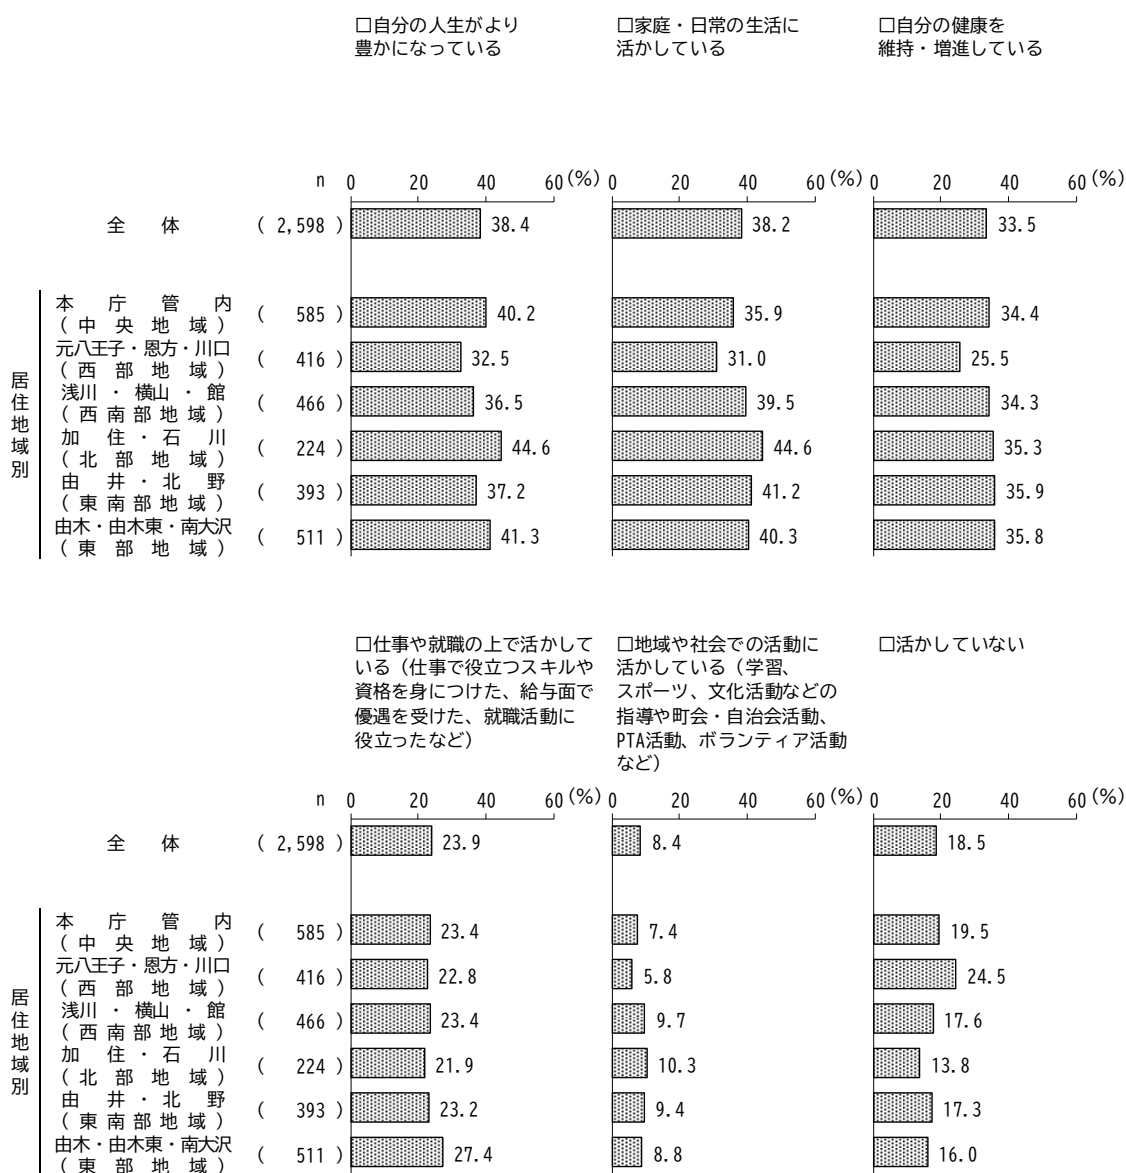 □自分の人生がより
豊かになっている
□家庭・日常の生活に
活かしている
□自分の健康を
維持・増進している
n 0 20 40 60(%) 0 20 40 60(%) 0 20 40 60(%)
全 体 ( 2,598 ) 38.4 38.2 33.5
居住地域別
本 庁 管 内
(中 央 地 域) ( 585 ) 40.2 35.9 34.4
元八王子・恩方・川口
(西 部 地 域) ( 416 ) 32.5 31.0 25.5
浅川 ・ 横山 ・ 館
(西南部地域) ( 466 ) 36.5 39.5 34.3
加 住・石 川
(北 部 地 域) ( 224 ) 44.6 44.6 35.3
由 井・北 野
(東南部地域) ( 393 ) 37.2 41.2 35.9
由木・由木東・南大沢
(東 部 地 域) ( 511 ) 41.3 40.3 35.8
□仕事や就職の上で活かして
いる（仕事で役立つスキルや
資格を身につけた、給与面で
優遇を受けた、就職活動に
役立ったなど）
□地域や社会での活動に
活かしている（学習、
スポーツ、文化活動などの
指導や町会・自治会活動、
PTA活動、ボランティア活動
など）
□活かしていない
n 0 20 40 60(%) 0 20 40 60(%) 0 20 40 60(%)
全 体 ( 2,598 ) 23.9 8.4 18.5
居住地域別
本 庁 管 内
(中 央 地 域) ( 585 ) 23.4 7.4 19.5
元八王子・恩方・川口
(西 部 地 域) ( 416 ) 22.8 5.8 24.5
浅川 ・ 横山 ・ 館
(西南部地域) ( 466 ) 23.4 9.7 17.6
加 住・石 川
(北 部 地 域) ( 224 ) 21.9 10.3 13.8
由 井・北 野
(東南部地域) ( 393 ) 23.2 9.4 17.3
由木・由木東・南大沢
(東 部 地 域) ( 511 ) 27.4 8.8 16.0